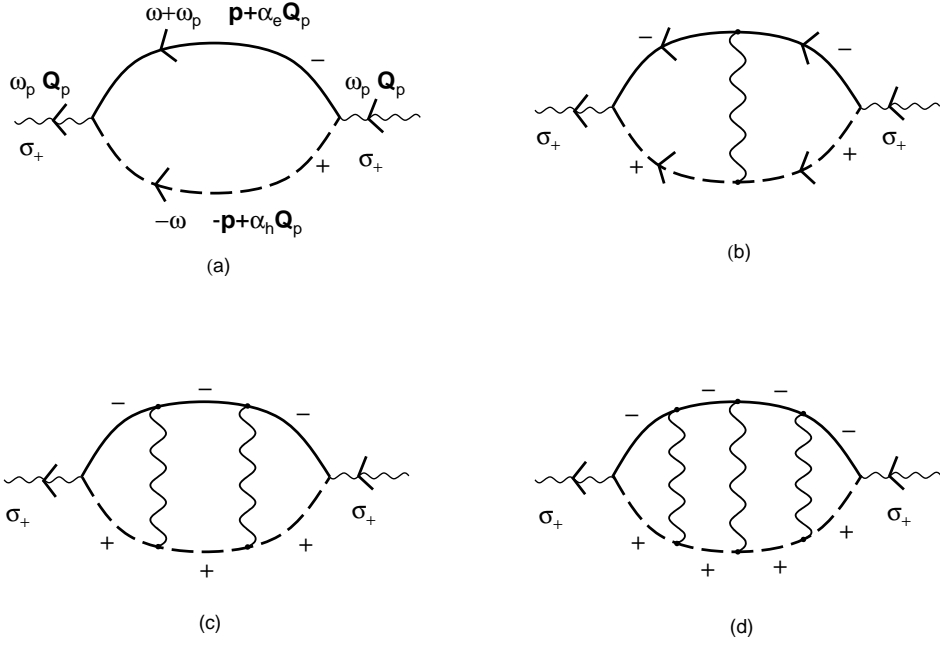 ω+ωₚ p+αₑQₚ
−
ωₚ Qₚ
ωₚ Qₚ
σ₊
+
σ₊
−ω -p+αₕQₚ
(a)
− −
σ₊
+ +
σ₊
(b)
−
− −
σ₊
σ₊
+ +
+
(c)
− −
− −
σ₊
σ₊
+ +
+ +
(d)